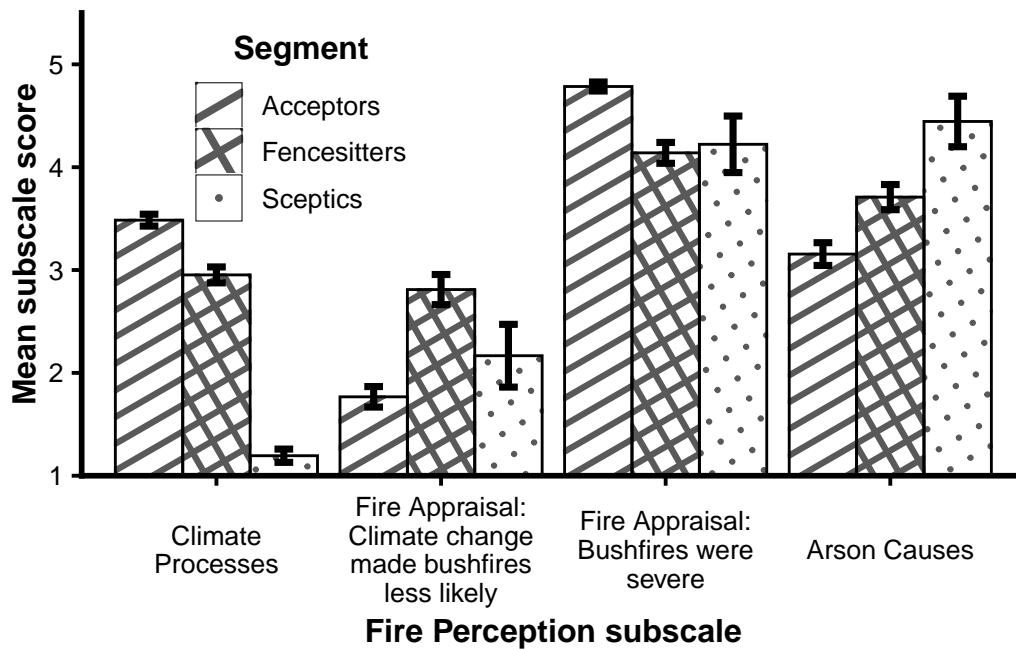 Segment
Acceptors
Fencesitters
Sceptics
Mean subscale score
5
4
3
2
1
Climate
Processes
Fire Appraisal:
Climate change
made bushfires
less likely
Fire Appraisal:
Bushfires were
severe
Arson Causes
Fire Perception subscale